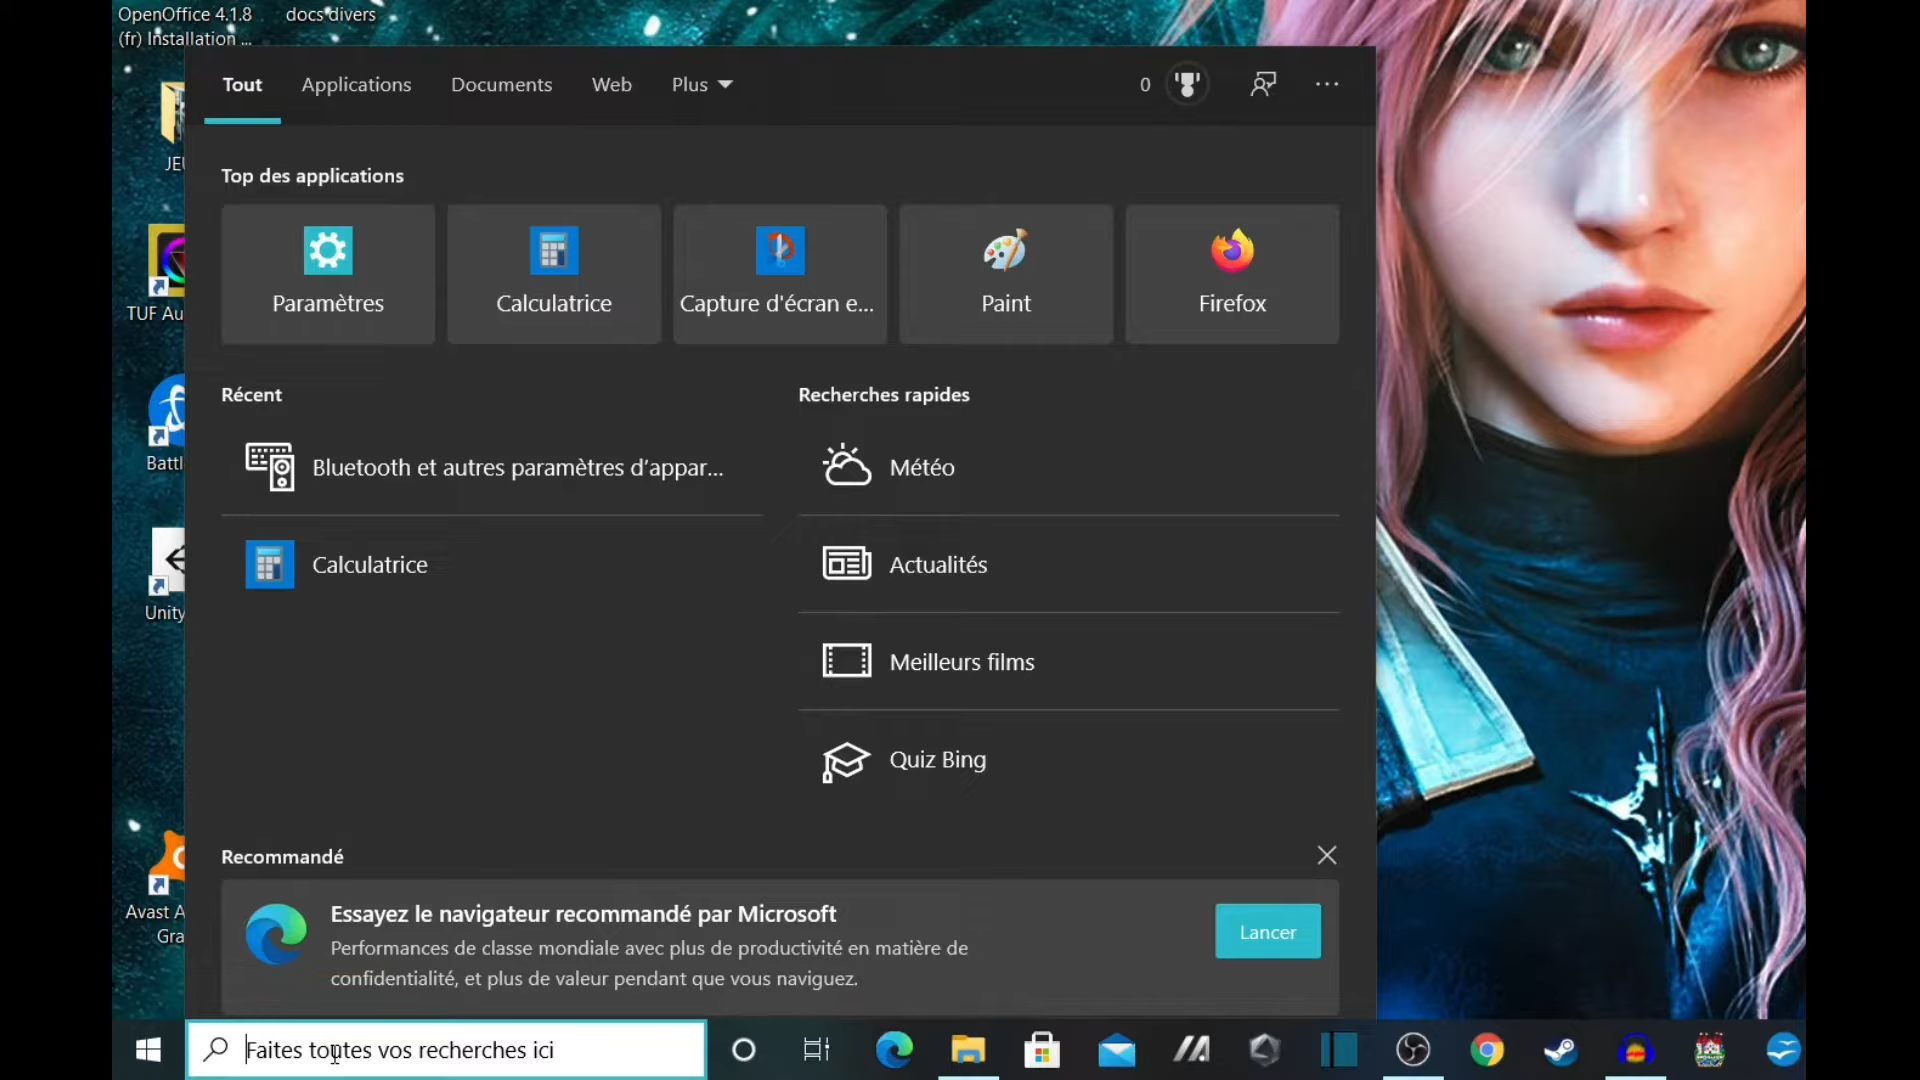 OpenOffice 4.1.8
(fr) Installation ...
docs divers
JEU
TUF Au
Battl
Unity
Avast A
Gra
Tout
Applications
Documents
Web
Plus
0
Top des applications
Paramètres
Calculatrice
Capture d'écran e...
Paint
Firefox
Récent
Bluetooth et autres paramètres d'appar...
Calculatrice
Recherches rapides
Météo
Actualités
Meilleurs films
Quiz Bing
Recommandé
Essayez le navigateur recommandé par Microsoft
Performances de classe mondiale avec plus de productivité en matière de
confidentialité, et plus de valeur pendant que vous naviguez.
Lancer
Faites toutes vos recherches ici